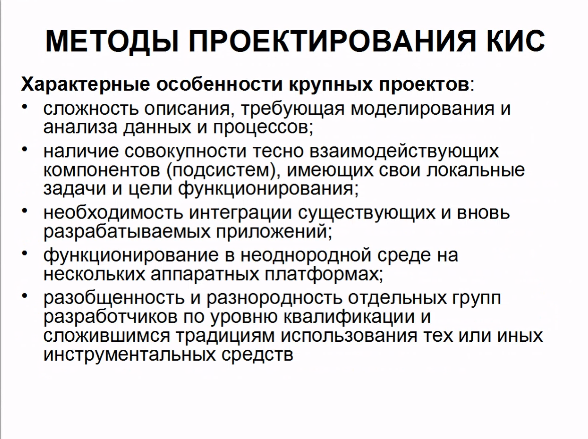 МЕТОДЫ ПРОЕКТИРОВАНИЯ КИС
Характерные особенности крупных проектов:
• сложность описания, требующая моделирования и
анализа данных и процессов;
• наличие совокупности тесно взаимодействующих
компонентов (подсистем), имеющих свои локальные
задачи и цели функционирования;
• необходимость интеграции существующих и вновь
разрабатываемых приложений;
• функционирование в неоднородной среде на
нескольких аппаратных платформах;
• разобщенность и разнородность отдельных групп
разработчиков по уровню квалификации и
сложившимся традициям использования тех или иных
инструментальных средств